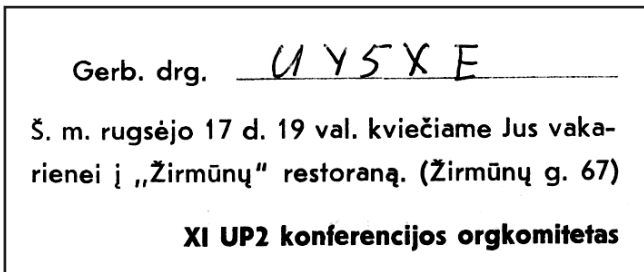 Gerb. drg. UY5XE
Š. m. rugsėjo 17 d. 19 val. kviečiame Jus vaka-
rienei į „Žirmūnų" restoraną. (Žirmūnų g. 67)
XI UP2 konferencijos orgkomitetas